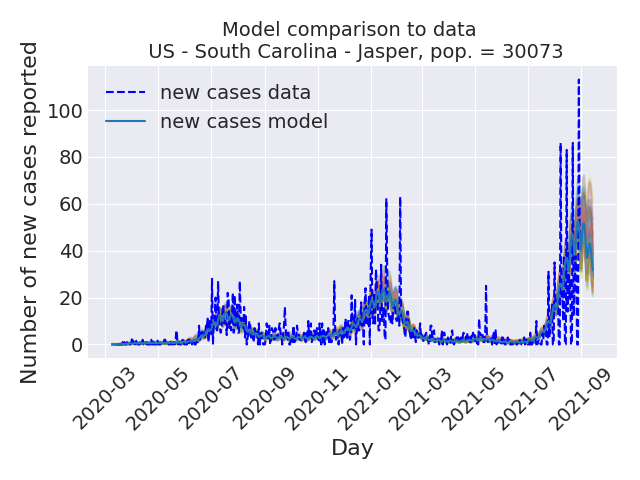 Model comparison to data
US - South Carolina - Jasper, pop. = 30073
Number of new cases reported
new cases data
new cases model
100
80
60
40
20
0
2020-03
2020-05
2020-07
2020-09
2020-11
2021-01
2021-03
2021-05
2021-07
2021-09
Day